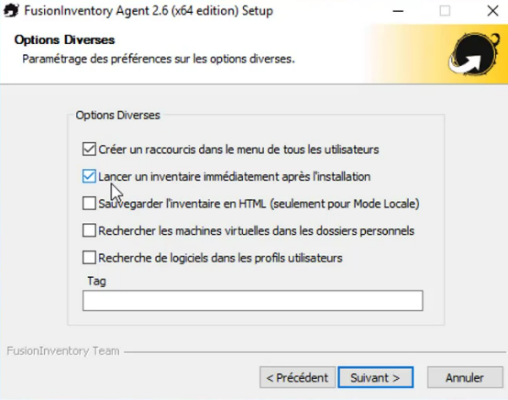 FusionInventory Agent 2.6 (x64 edition) Setup
Options Diverses
Paramétrage des préférences sur les options diverses.
Options Diverses
Créer un raccourcis dans le menu de tous les utilisateurs
Lancer un inventaire immédiatement après l'installation
Sauvegarder l'inventaire en HTML (seulement pour Mode Locale)
Rechercher les machines virtuelles dans les dossiers personnels
Recherche de logiciels dans les profils utilisateurs
Tag
FusionInventory Team
< Précédent Suivant > Annuler